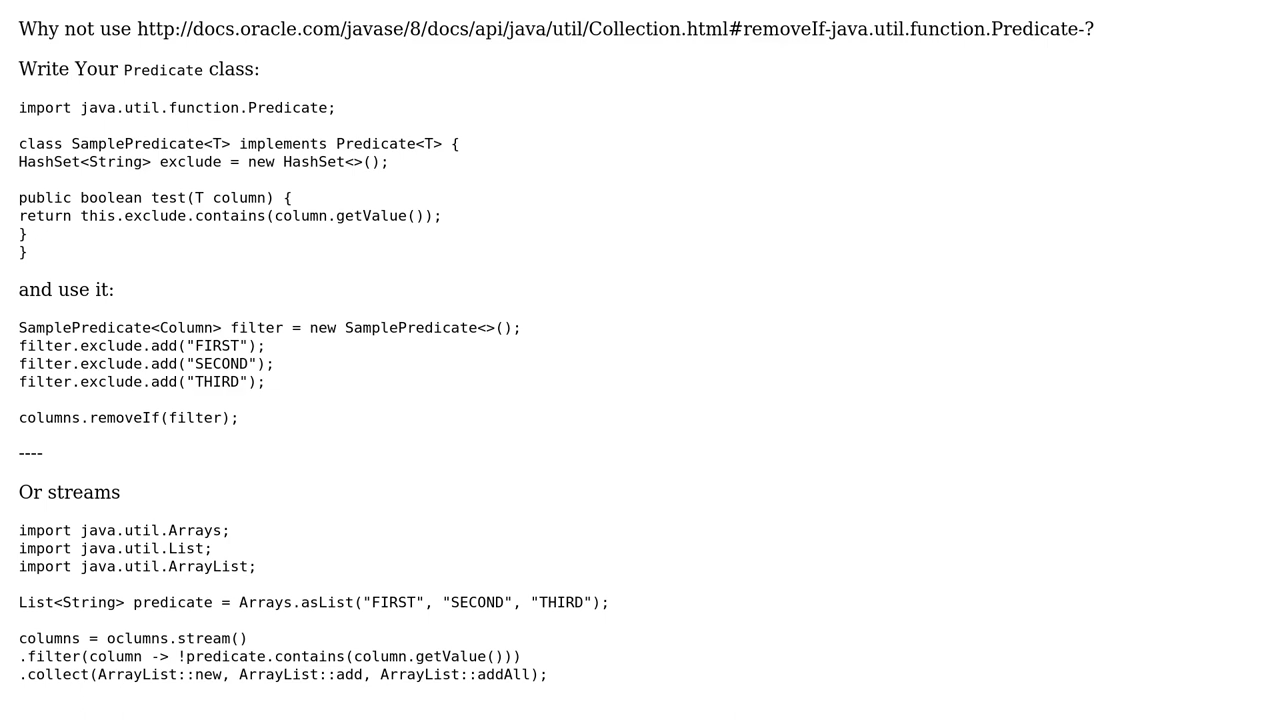 Why not use http://docs.oracle.com/javase/8/docs/api/java/util/Collection.html#removeIf-java.util.function.Predicate-?
Write Your Predicate class:
import java.util.function.Predicate;
class SamplePredicate<T> implements Predicate<T> {
HashSet<String> exclude = new HashSet<>();
public boolean test(T column) {
return this.exclude.contains(column.getValue());
}
}
and use it:
SamplePredicate<Column> filter = new SamplePredicate<>();
filter.exclude.add("FIRST");
filter.exclude.add("SECOND");
filter.exclude.add("THIRD");
columns.removeIf(filter);
----
Or streams
import java.util.Arrays;
import java.util.List;
import java.util.ArrayList;
List<String> predicate = Arrays.asList("FIRST", "SECOND", "THIRD");
columns = oclumns.stream()
.filter(column -> !predicate.contains(column.getValue()))
.collect(ArrayList::new, ArrayList::add, ArrayList::addAll);